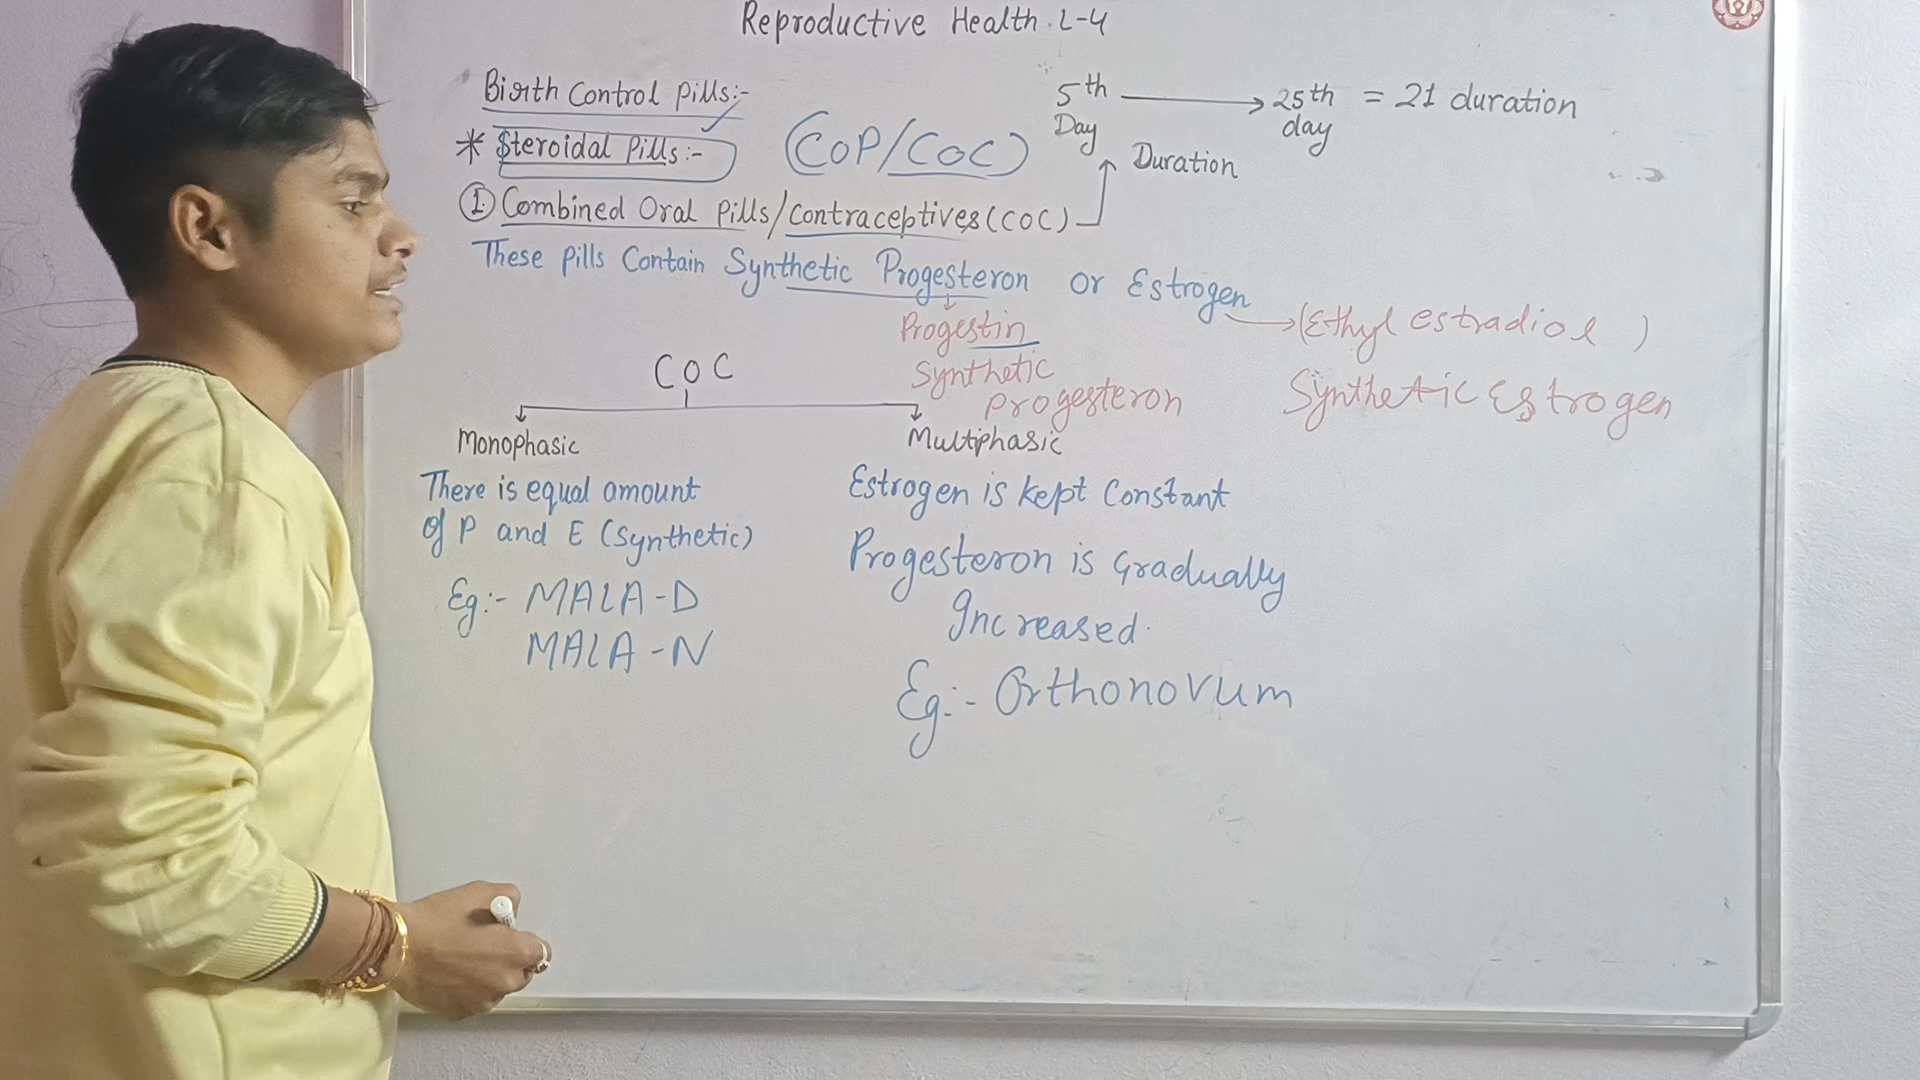 Reproductive Health L-4
Birth Control Pills:-
* Steroidal Pills:-
(COP/COC)
5th Day → 25th day = 21 duration
Duration
① Combined Oral Pills/Contraceptives (COC)
These Pills Contain Synthetic Progesteron or Estrogen
→ (Ethyl estradiol )
Synthetic Estrogen
Progestin
Synthetic
Progesteron
COC
Monophasic
There is equal amount
of P and E (Synthetic)
Eg:- MALA-D
MALA-N
Multiphasic
Estrogen is kept Constant
Progesteron is Gradually
Increased.
Eg:- Orthonovum